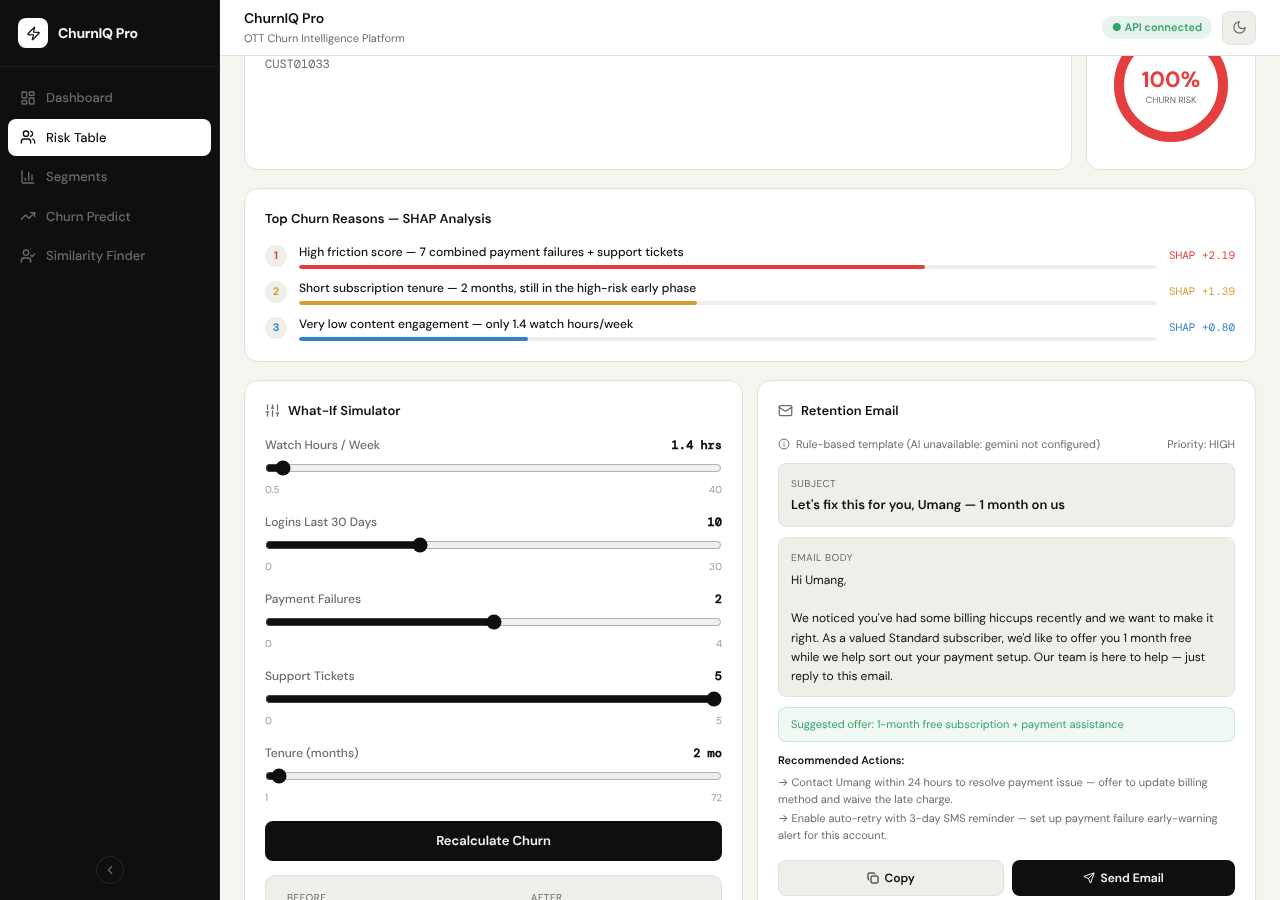 ChurnIQ Pro
Dashboard
Risk Table
Segments
Churn Predict
Similarity Finder
ChurnIQ Pro
OTT Churn Intelligence Platform
API connected
CUST01033
100%
CHURN RISK
Top Churn Reasons — SHAP Analysis
1 High friction score — 7 combined payment failures + support tickets SHAP +2.19
2 Short subscription tenure — 2 months, still in the high-risk early phase SHAP +1.39
3 Very low content engagement — only 1.4 watch hours/week SHAP +0.80
What-If Simulator
Watch Hours / Week 1.4 hrs
0.5 40
Logins Last 30 Days 10
0 30
Payment Failures 2
0 4
Support Tickets 5
0 5
Tenure (months) 2 mo
1 72
Recalculate Churn
BEFORE AFTER
Retention Email
Rule-based template (AI unavailable: gemini not configured) Priority: HIGH
SUBJECT
Let's fix this for you, Umang — 1 month on us
EMAIL BODY
Hi Umang,
We noticed you've had some billing hiccups recently and we want to make it
right. As a valued Standard subscriber, we'd like to offer you 1 month free
while we help sort out your payment setup. Our team is here to help — just
reply to this email.
Suggested offer: 1-month free subscription + payment assistance
Recommended Actions:
→ Contact Umang within 24 hours to resolve payment issue — offer to update billing
method and waive the late charge.
→ Enable auto-retry with 3-day SMS reminder — set up payment failure early-warning
alert for this account.
Copy
Send Email